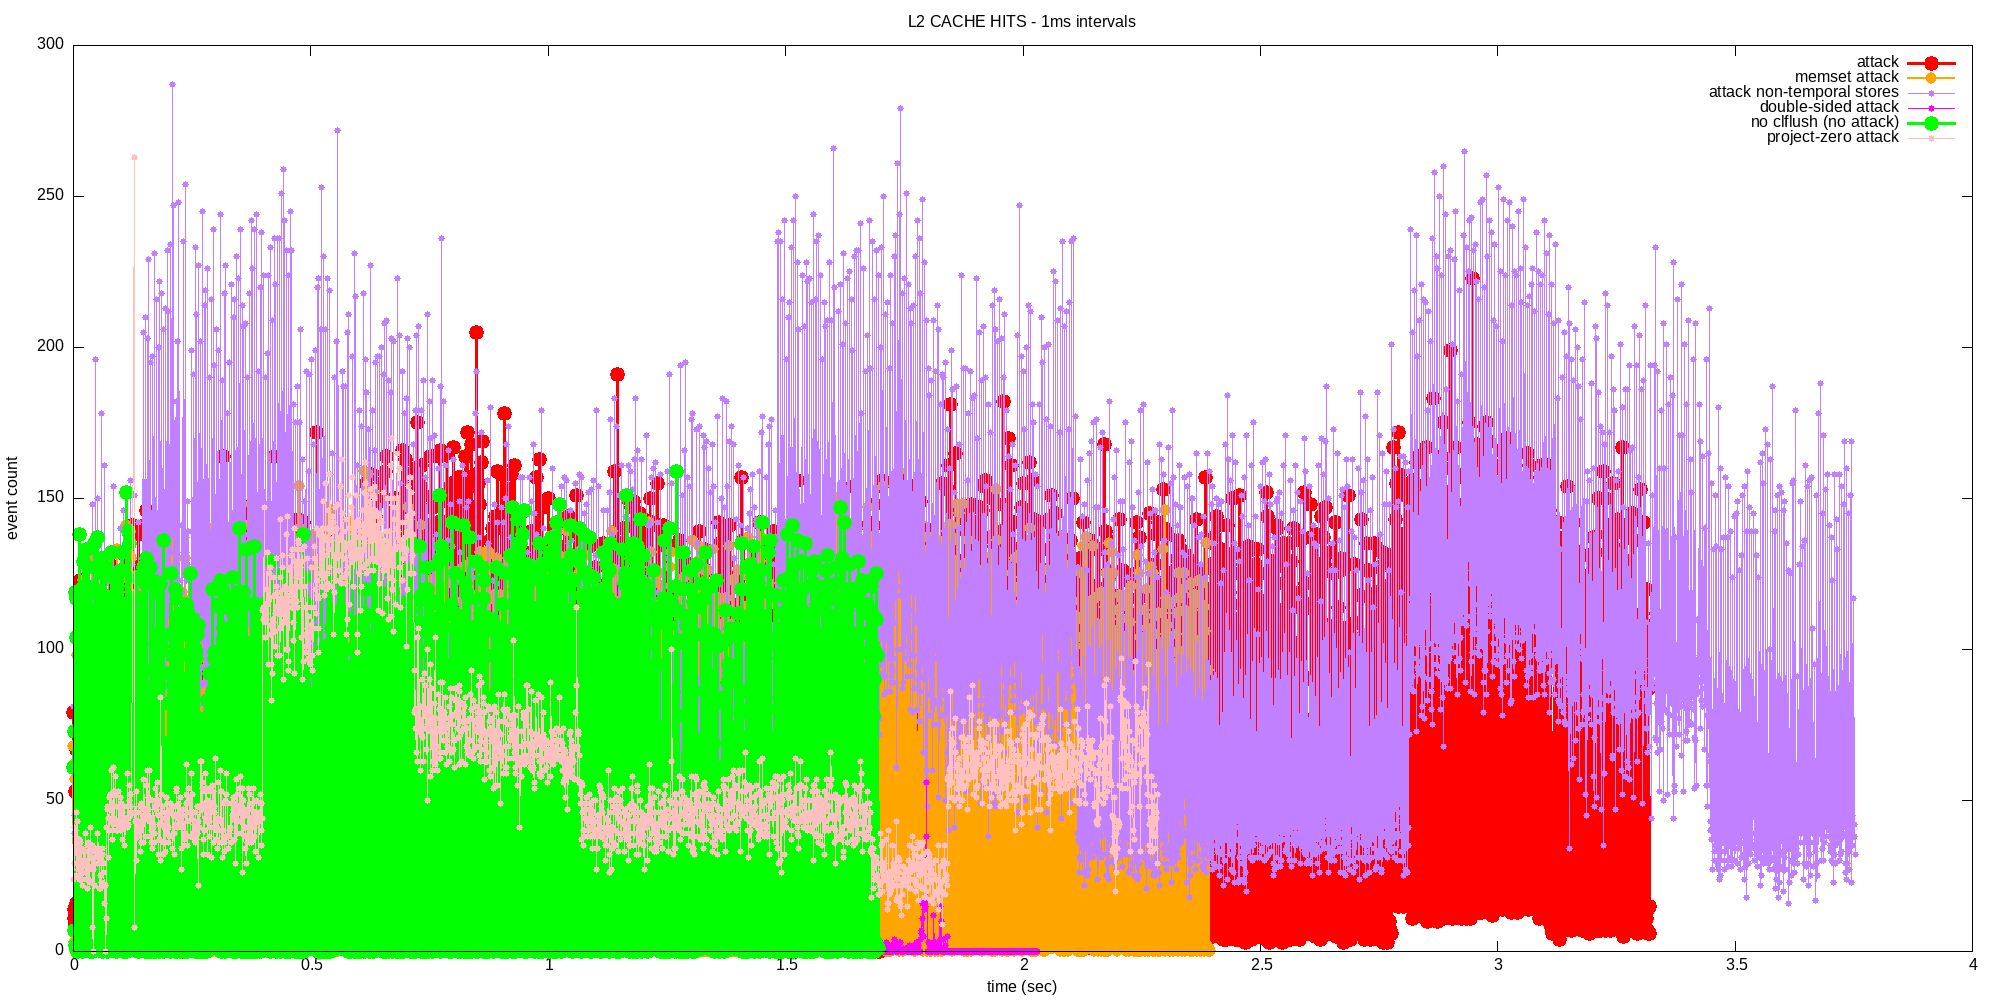 L2 CACHE HITS - 1ms intervals
300
250
200
150
100
50
0
event count
attack
memset attack
attack non-temporal stores
double-sided attack
no clflush (no attack)
project-zero attack
0 0.5 1 1.5 2 2.5 3 3.5 4
time (sec)